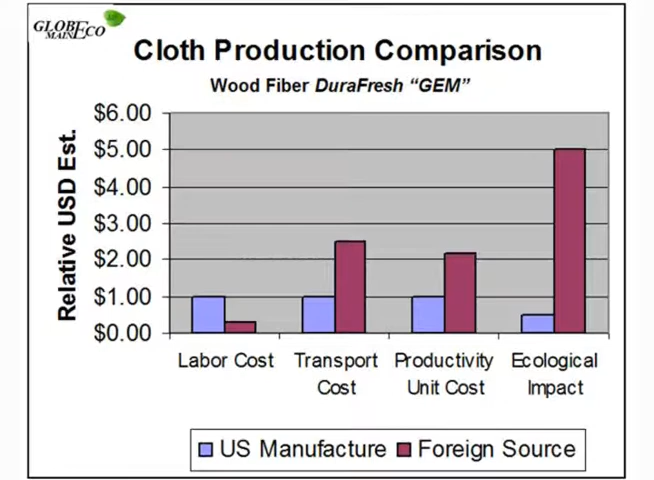 GLOBE
MAINECO
Cloth Production Comparison
Wood Fiber DuraFresh “GEM”
Relative USD Est.
$6.00
$5.00
$4.00
$3.00
$2.00
$1.00
$0.00
Labor Cost
Transport
Cost
Productivity
Unit Cost
Ecological
Impact
US Manufacture
Foreign Source